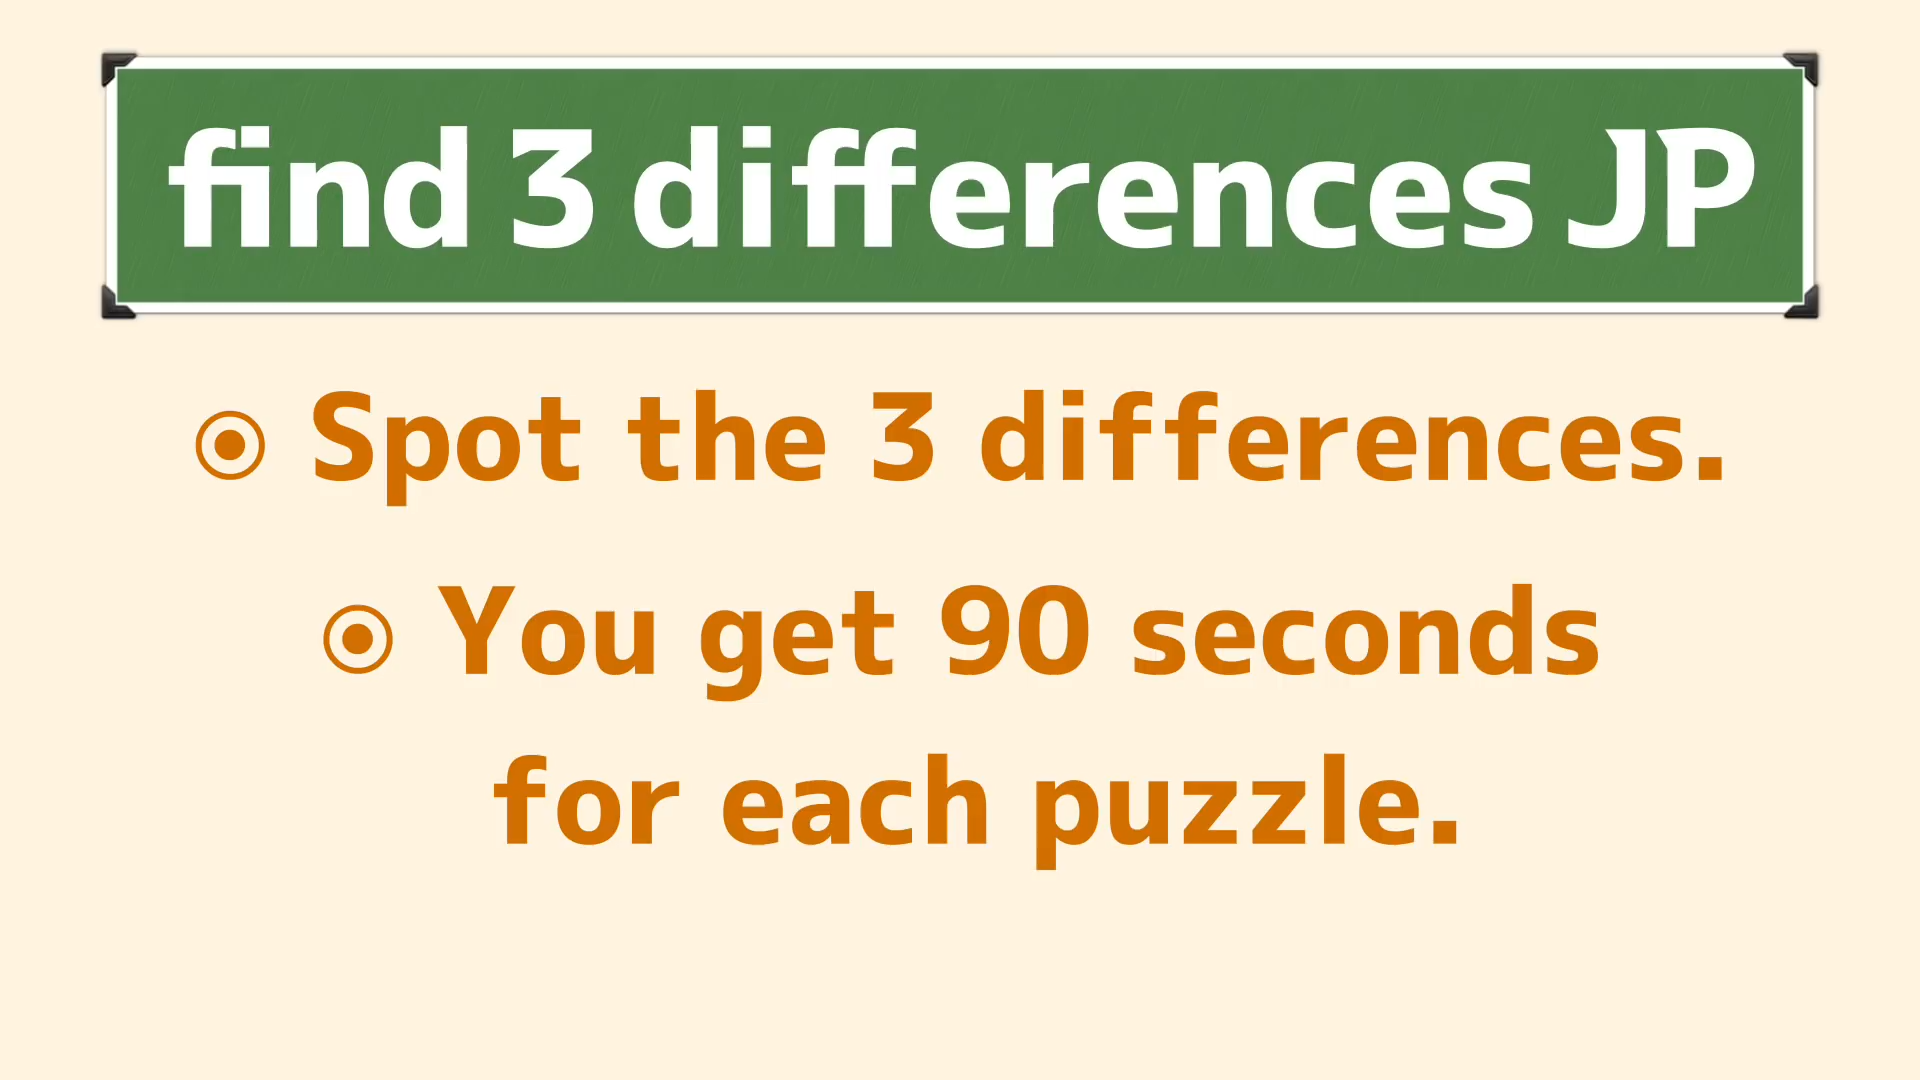 find 3 differences JP
◉ Spot the 3 differences.
◉ You get 90 seconds
for each puzzle.